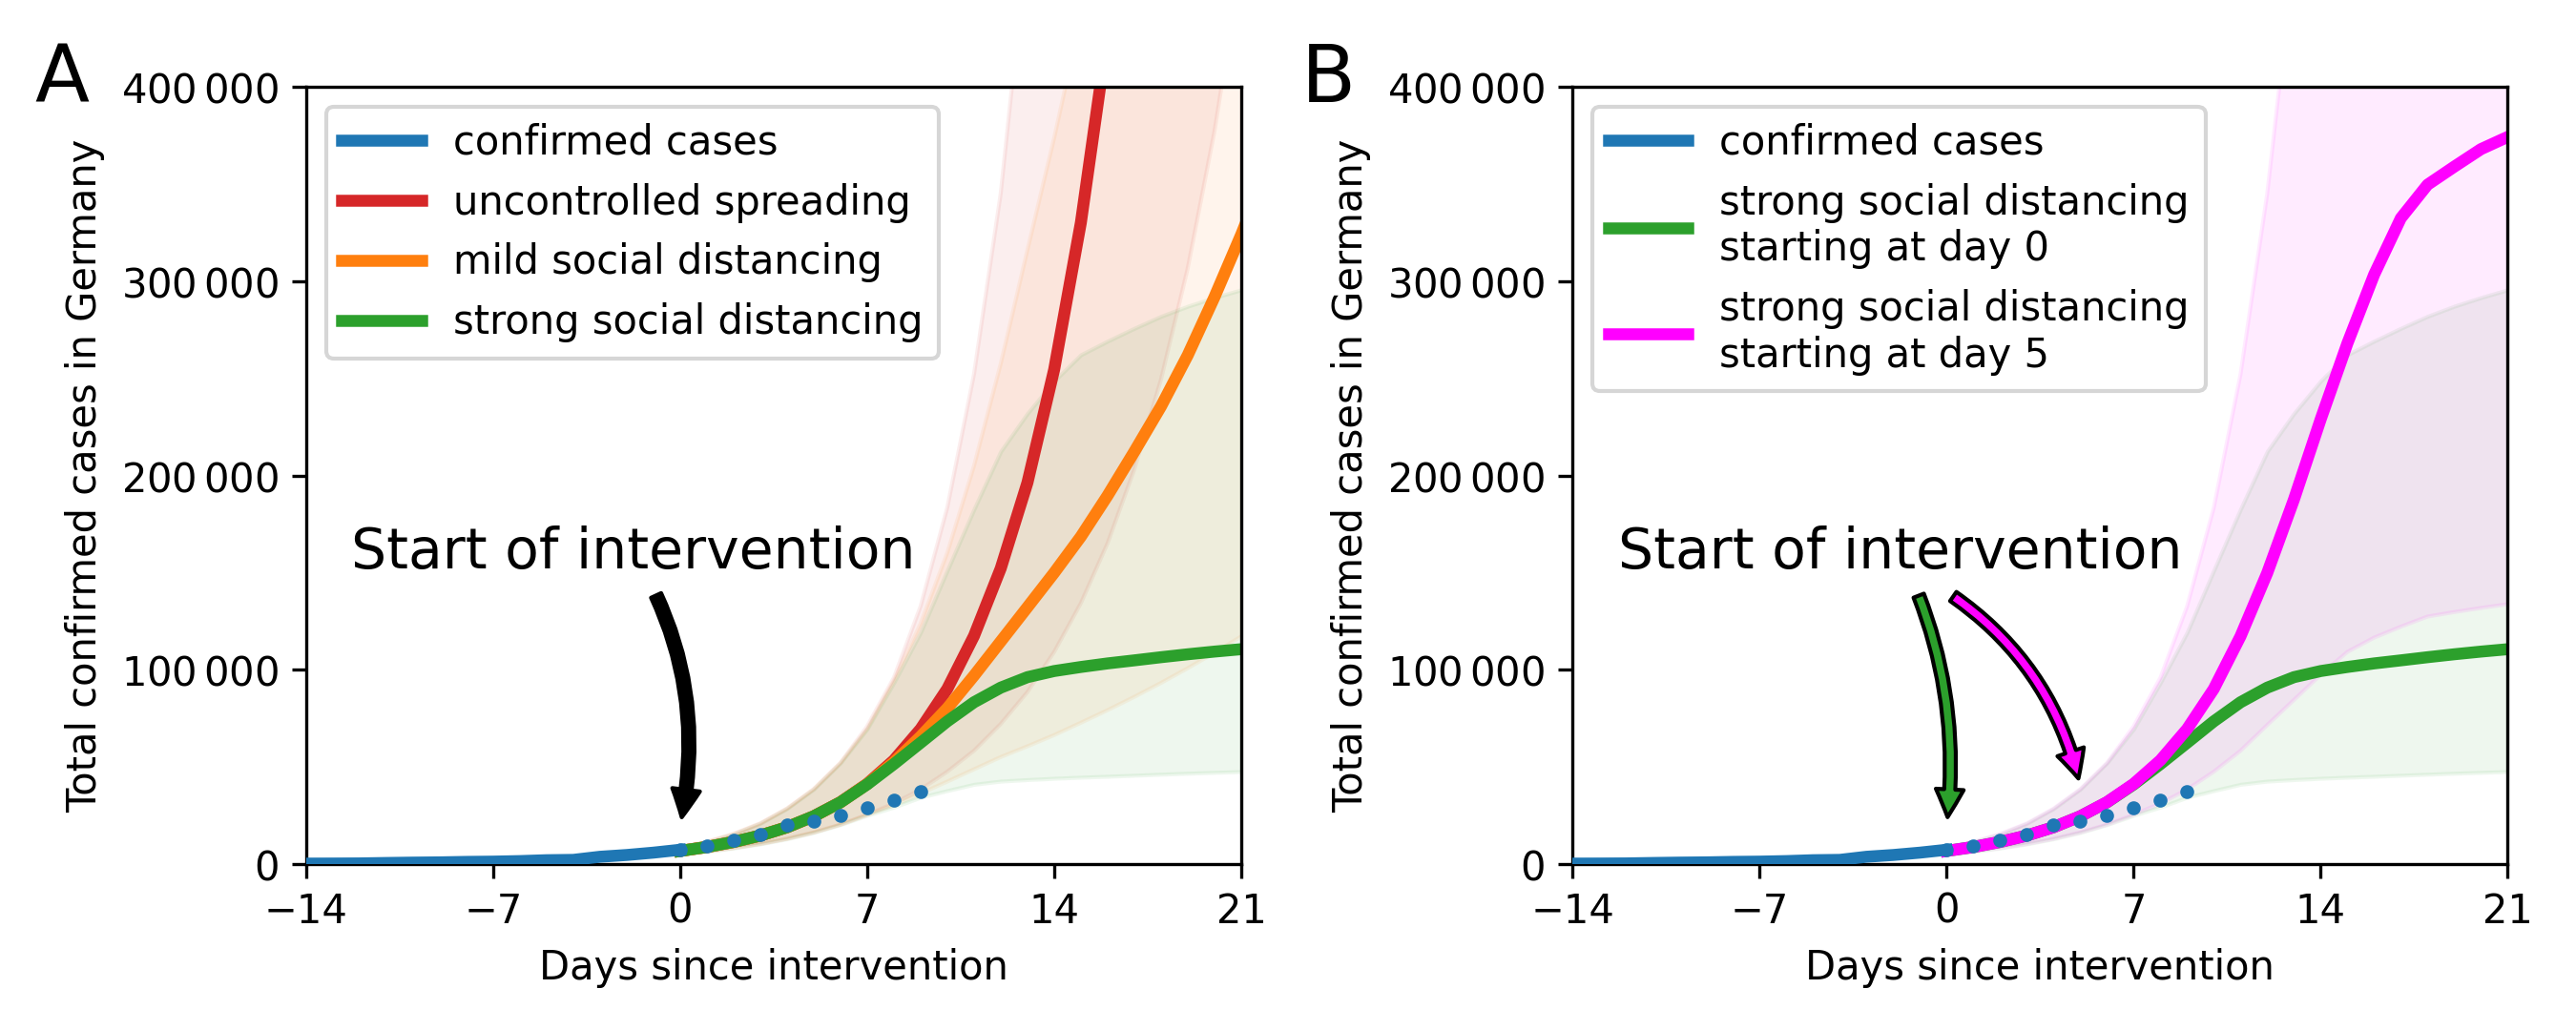 A
400 000
300 000
200 000
100 000
0
Total confirmed cases in Germany
confirmed cases
uncontrolled spreading
mild social distancing
strong social distancing
Start of intervention
−14 −7 0 7 14 21
Days since intervention
B
400 000
300 000
200 000
100 000
0
Total confirmed cases in Germany
confirmed cases
strong social distancing
starting at day 0
strong social distancing
starting at day 5
Start of intervention
−14 −7 0 7 14 21
Days since intervention